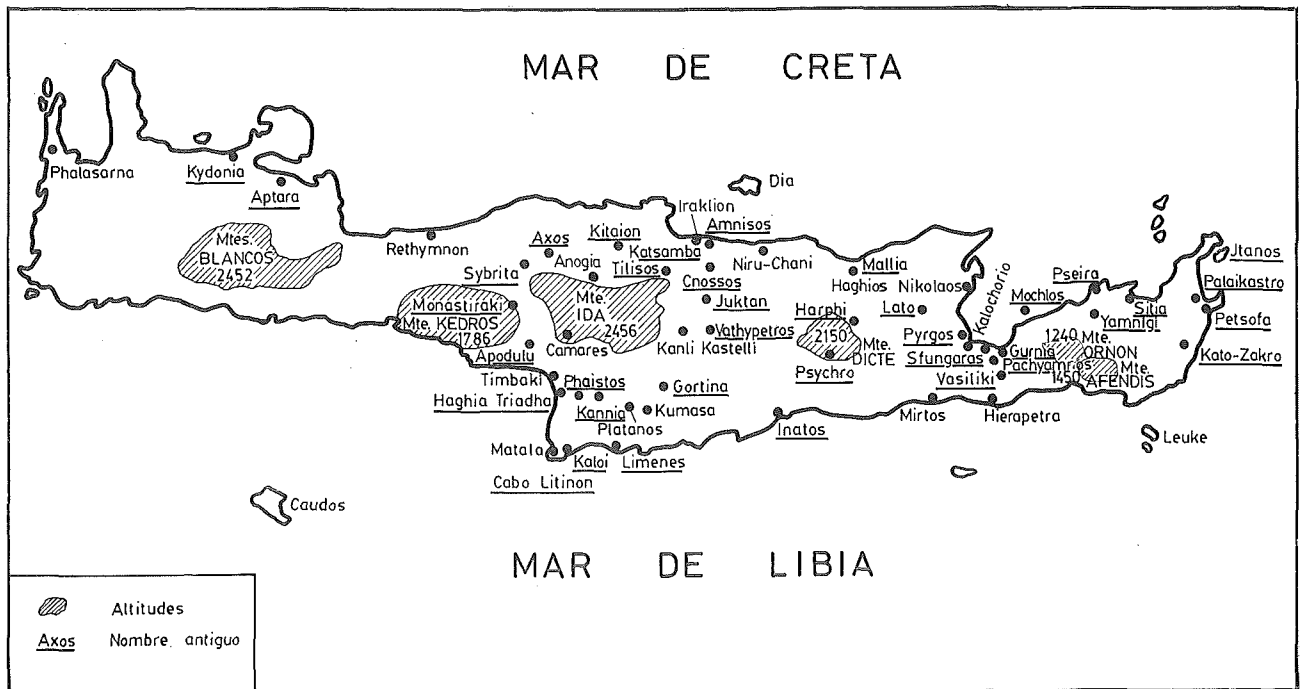 MAR DE CRETA
Phalasarna
Kydonia
Aptara
Mtes.
BLANCOS
2452
Rethymnon
Dia
Iraklion
Amnisos
Axos
Kitaion
Katsamba
Anogia
Tilisos
Niru-Chani
Sybrita
Cnossos
Mallia
Haghios Nikolaos
Kalochorio
Pseira
Jtanos
Palaikastro
Mochlos
Sitia
Petsofa
Yamnigi
Monastiraki
Mte. KEDROS
1786
Mte.
IDA
2456
Juktan
Harphi
Lato
2150
Mte.
DICTE
Pyrgos
1240
Mte.
ORNON
Kato-Zakro
Apodulu
Camares
Kanli Kastelli
Vathypetros
Psychro
Sfungaras
Gurnia
Pachyamnos
1450
Mte.
AFENDIS
Timbaki
Phaistos
Gortina
Vasiliki
Haghia Triadha
Kannia
Kumasa
Platanos
Inatos
Mirtos
Hierapetra
Matala
Kaloi
Limenes
Leuke
Cabo Litinon
Caudos
MAR DE LIBIA
Altitudes
Axos Nombre antiguo